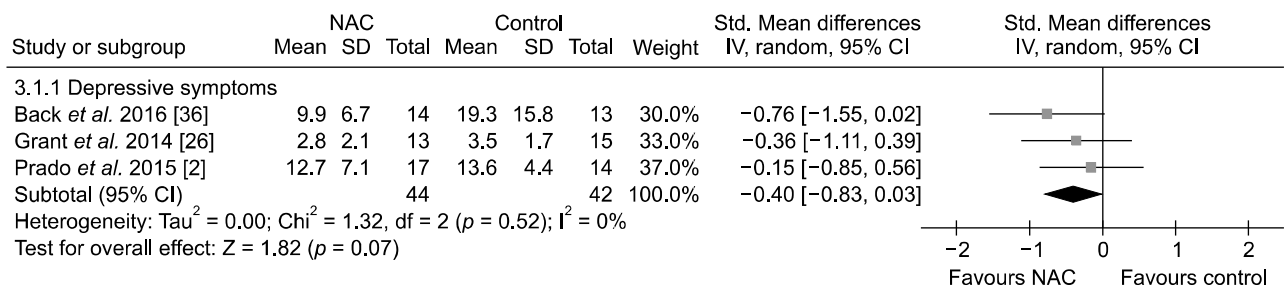 NAC Control Std. Mean differences Std. Mean differences
Study or subgroup Mean SD Total Mean SD Total Weight IV, random, 95% CI IV, random, 95% CI
3.1.1 Depressive symptoms
Back et al. 2016 [36] 9.9 6.7 14 19.3 15.8 13 30.0% −0.76 [−1.55, 0.02]
Grant et al. 2014 [26] 2.8 2.1 13 3.5 1.7 15 33.0% −0.36 [−1.11, 0.39]
Prado et al. 2015 [2] 12.7 7.1 17 13.6 4.4 14 37.0% −0.15 [−0.85, 0.56]
Subtotal (95% CI) 44 42 100.0% −0.40 [−0.83, 0.03]
Heterogeneity: Tau² = 0.00; Chi² = 1.32, df = 2 (p = 0.52); I² = 0%
Test for overall effect: Z = 1.82 (p = 0.07)
−2 −1 0 1 2
Favours NAC Favours control